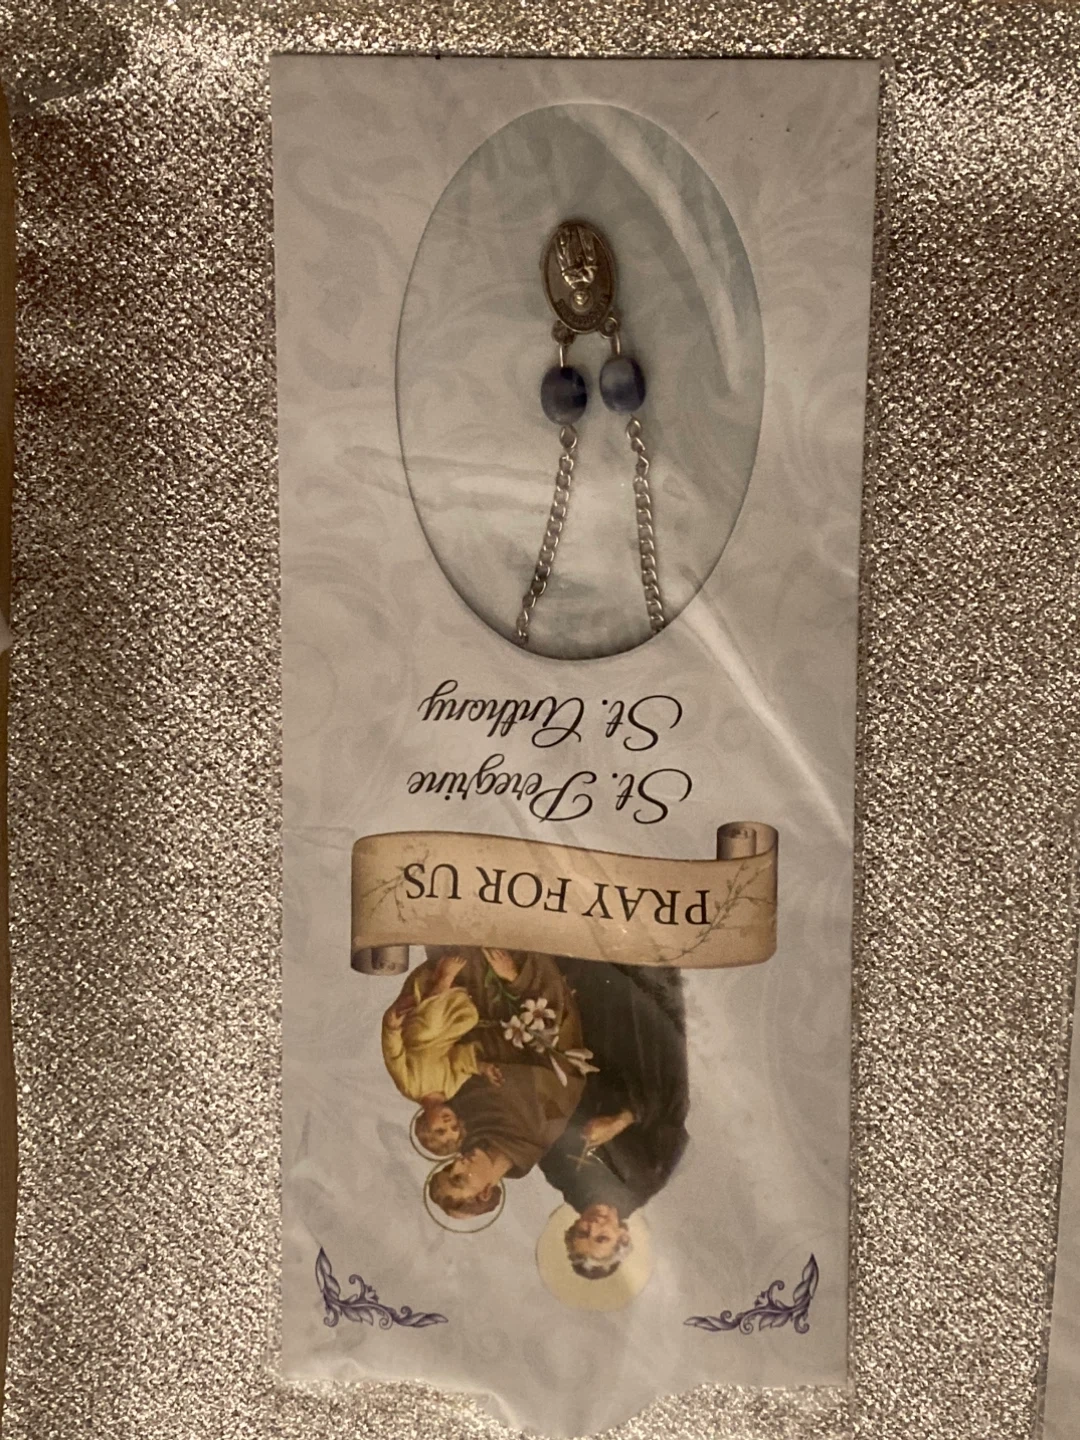 PRAY FOR US
St. Peregrine
St. Anthony